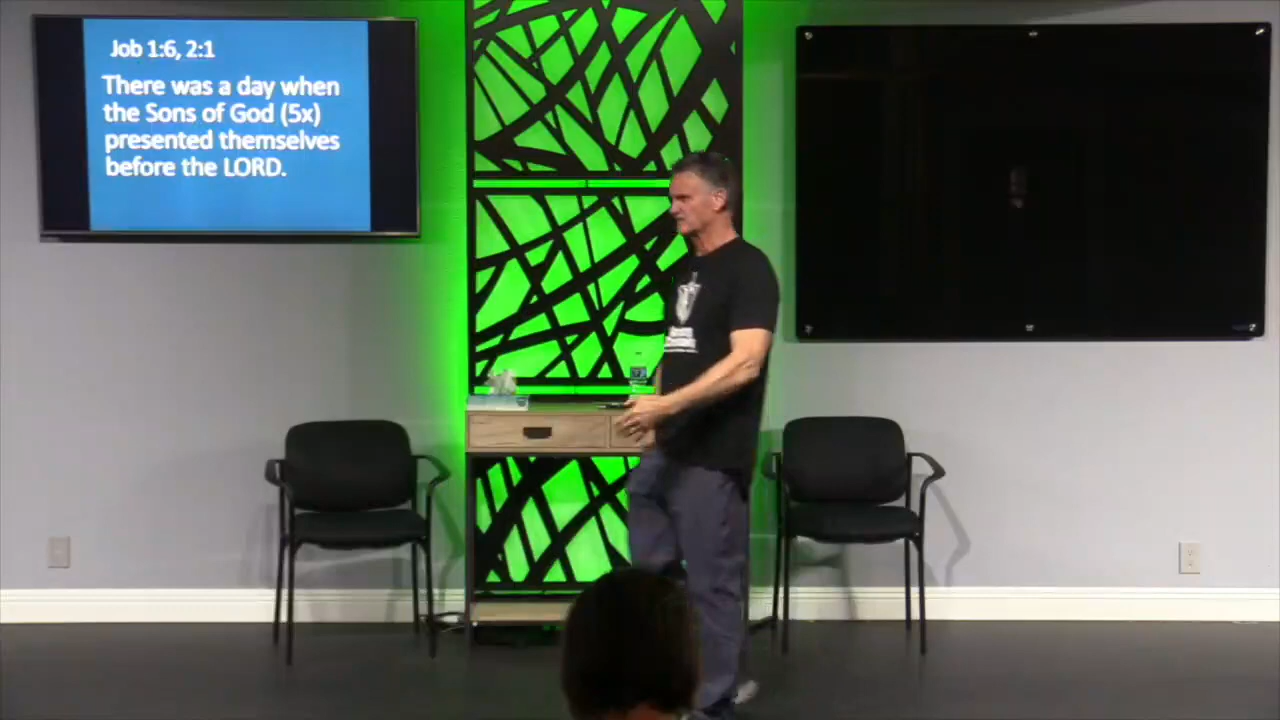 Job 1:6, 2:1
There was a day when
the Sons of God (5x)
presented themselves
before the LORD.